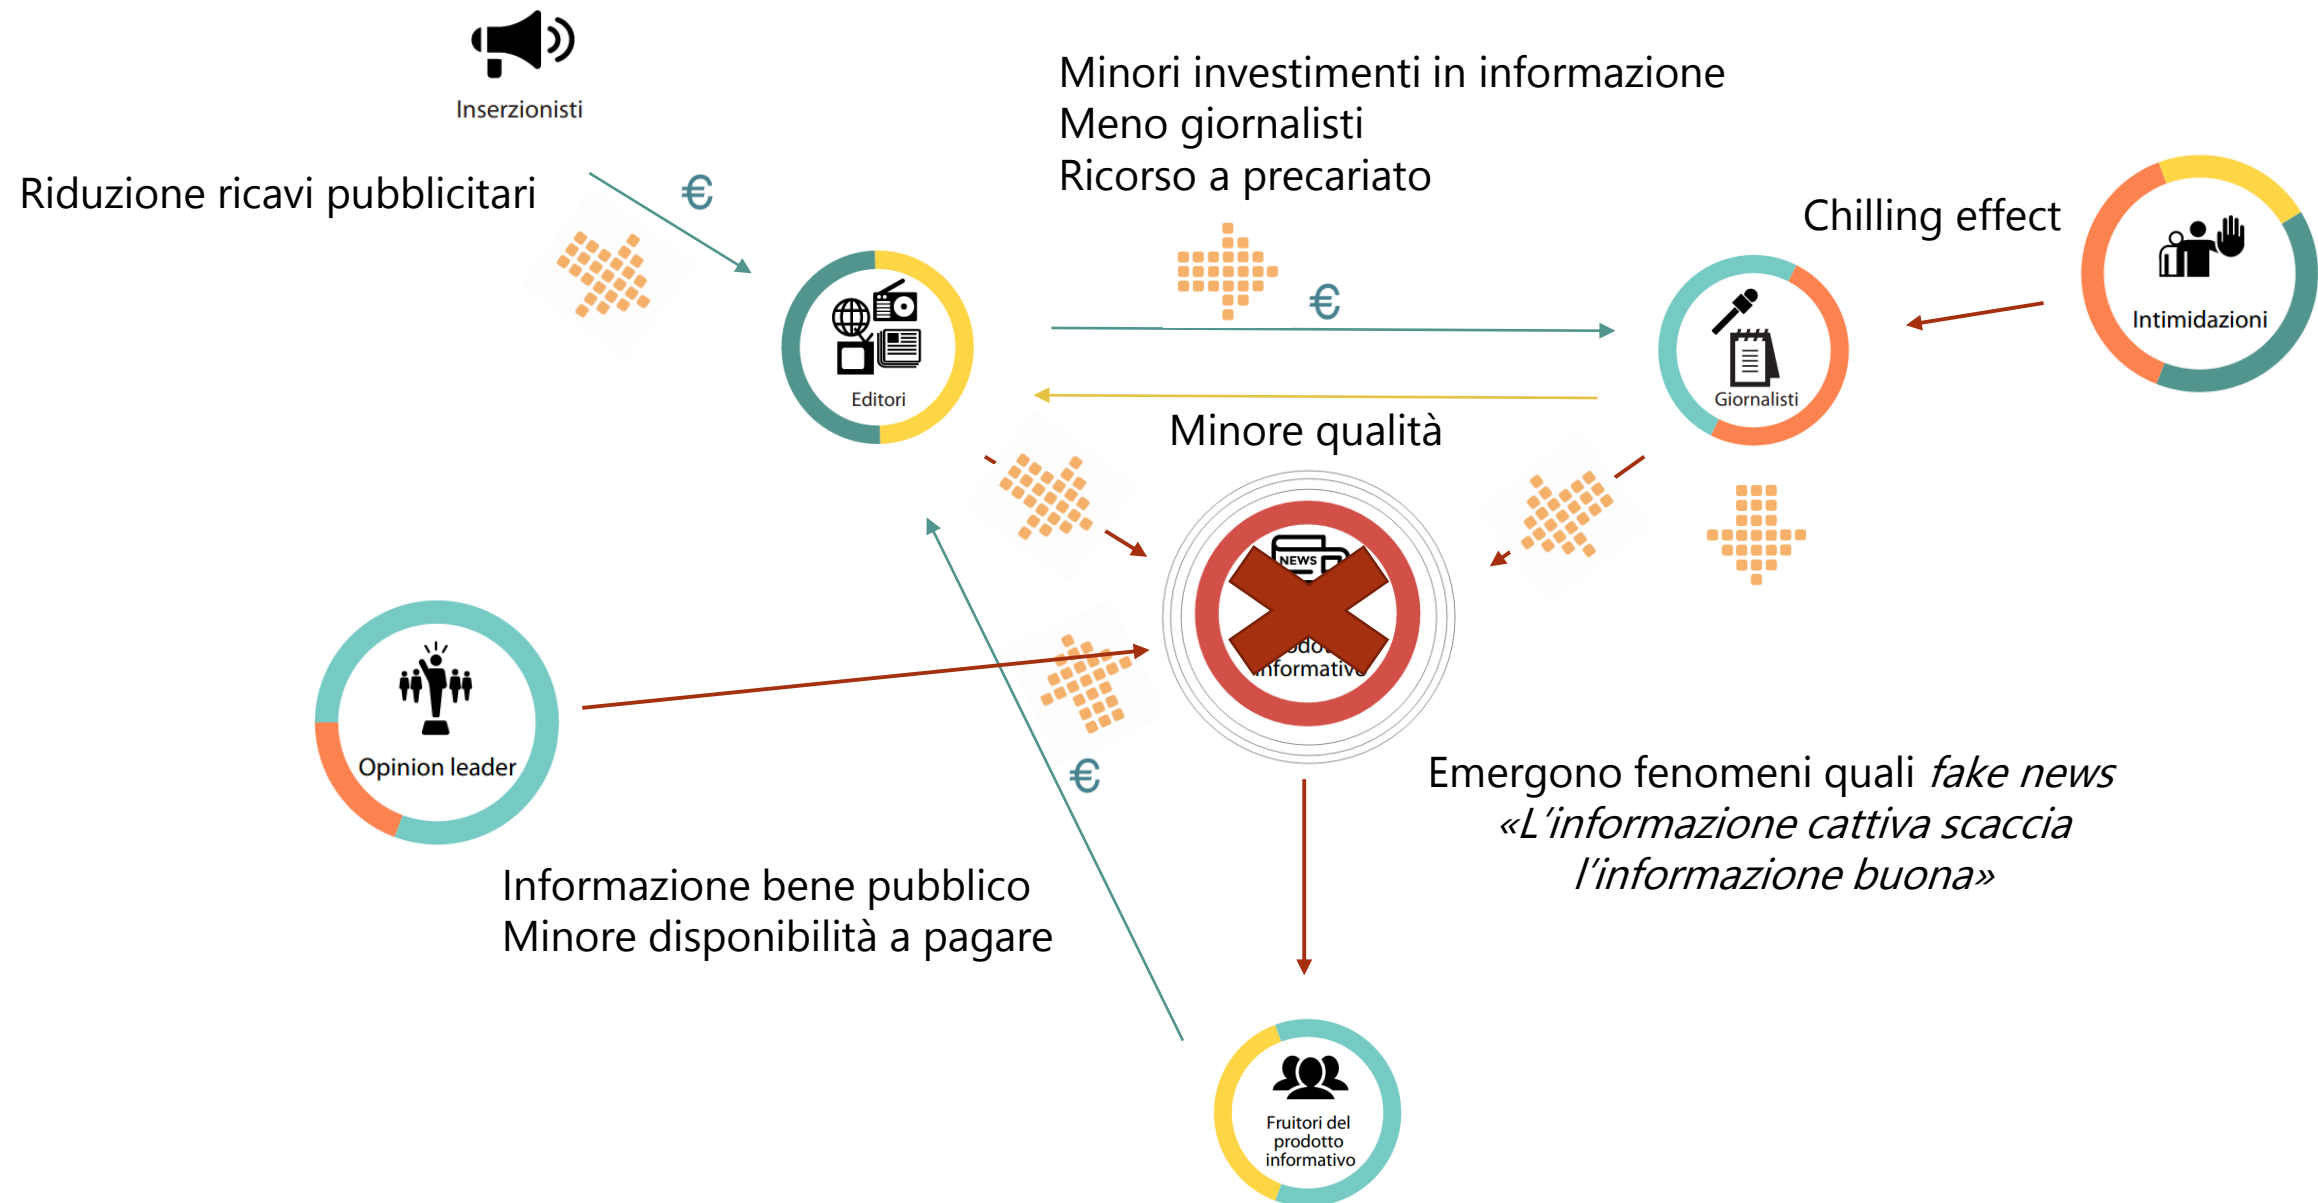 Inserzionisti
Riduzione ricavi pubblicitari
€
Minori investimenti in informazione
Meno giornalisti
Ricorso a precariato
€
Chilling effect
Intimidazioni
Editori
Giornalisti
Minore qualità
NEWS
informativo
Opinion leader
€
Emergono fenomeni quali fake news
«L’informazione cattiva scaccia
l’informazione buona»
Informazione bene pubblico
Minore disponibilità a pagare
Fruitori del
prodotto
informativo